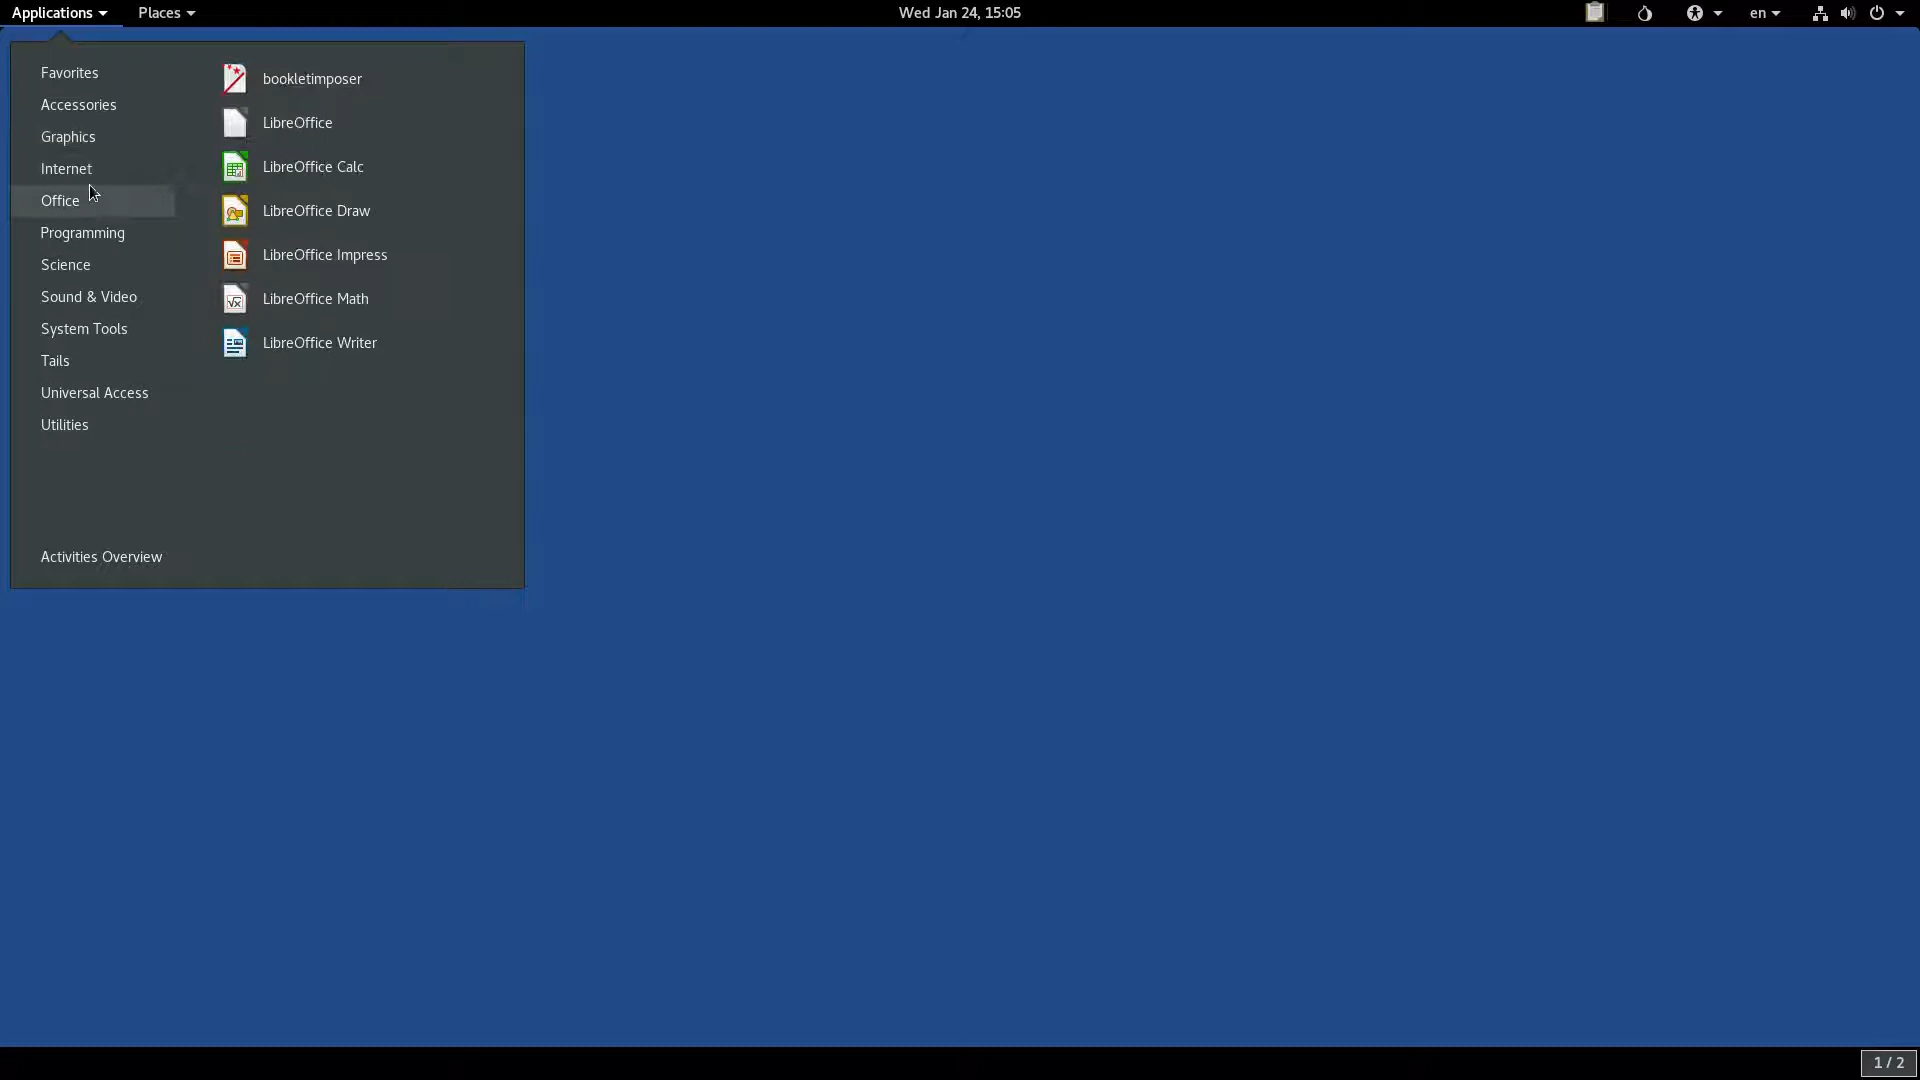 Applications Places Wed Jan 24, 15:05 en
Favorites
Accessories
Graphics
Internet
Office
Programming
Science
Sound & Video
System Tools
Tails
Universal Access
Utilities
Activities Overview
bookletimposer
LibreOffice
LibreOffice Calc
LibreOffice Draw
LibreOffice Impress
LibreOffice Math
LibreOffice Writer
1 / 2